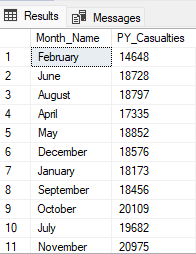 Results Messages
Month_Name PY_Casualties
1 February 14648
2 June 18728
3 August 18797
4 April 17335
5 May 18852
6 December 18576
7 January 18173
8 September 18456
9 October 20109
10 July 19682
11 November 20975